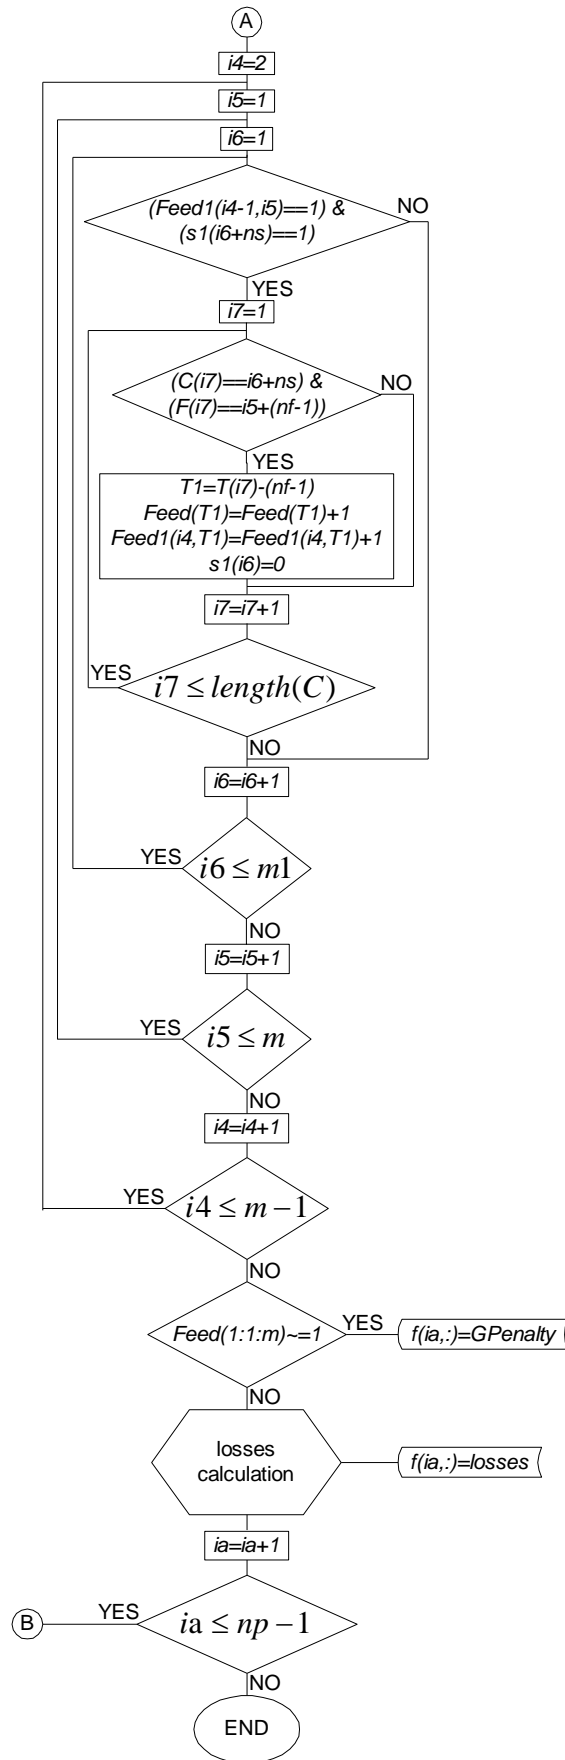 A
i4=2
i5=1
i6=1
(Feed1(i4-1,i5)==1) &
(s1(i6+ns)==1)
NO
YES
i7=1
(C(i7)==i6+ns) &
(F(i7)==i5+(nf-1))
NO
YES
T1=T(i7)-(nf-1)
Feed(T1)=Feed(T1)+1
Feed1(i4,T1)=Feed1(i4,T1)+1
s1(i6)=0
i7=i7+1
YES
i7 ≤ length(C)
NO
i6=i6+1
YES
i6 ≤ m1
NO
i5=i5+1
YES
i5 ≤ m
NO
i4=i4+1
YES
i4 ≤ m − 1
NO
Feed(1:1:m)~=1
YES
f(ia,:)=GPenalty
NO
losses
calculation
f(ia,:)=losses
ia=ia+1
B
YES
ia ≤ np − 1
NO
END